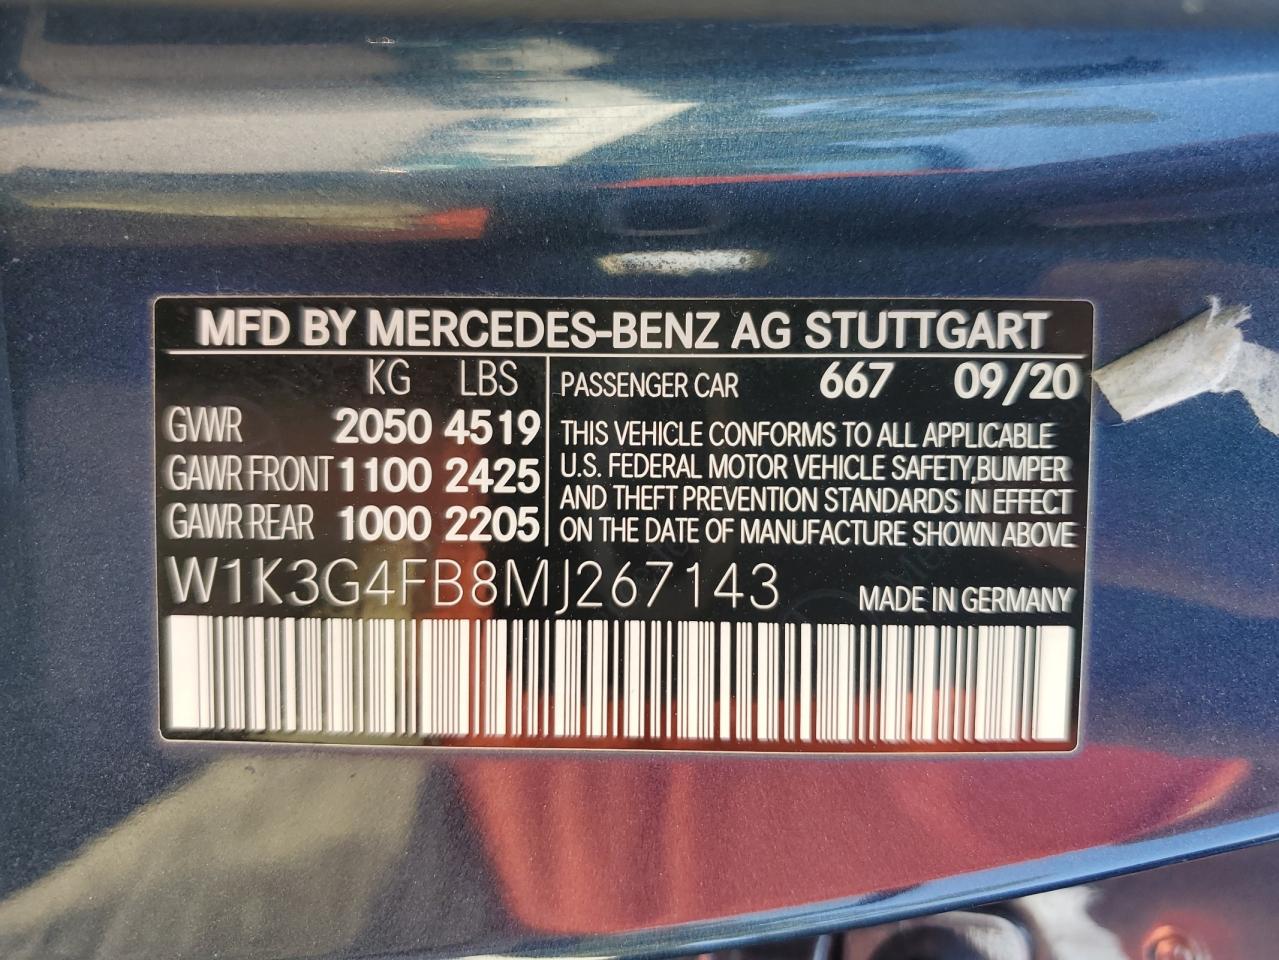 MFD BY MERCEDES-BENZ AG STUTTGART
KG LBS
GVWR 2050 4519
GAWR FRONT 1100 2425
GAWR REAR 1000 2205
PASSENGER CAR 667 09/20
THIS VEHICLE CONFORMS TO ALL APPLICABLE
U.S. FEDERAL MOTOR VEHICLE SAFETY,BUMPER
AND THEFT PREVENTION STANDARDS IN EFFECT
ON THE DATE OF MANUFACTURE SHOWN ABOVE
W1K3G4FB8MJ267143
MADE IN GERMANY